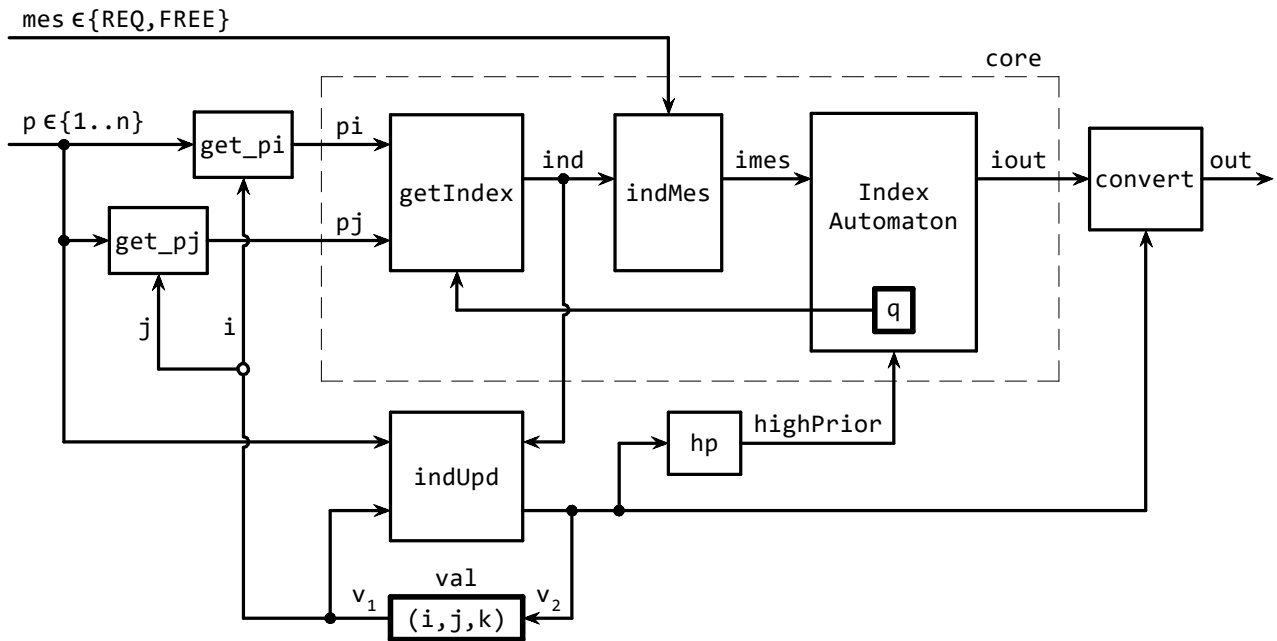 mes ϵ{REQ,FREE}
core
p ϵ{1..n}
get_pi
pi
getIndex
ind
indMes
imes
Index
Automaton
iout
convert
out
get_pj
pj
q
j
i
highPrior
hp
indUpd
val
v₁
(i,j,k)
v₂